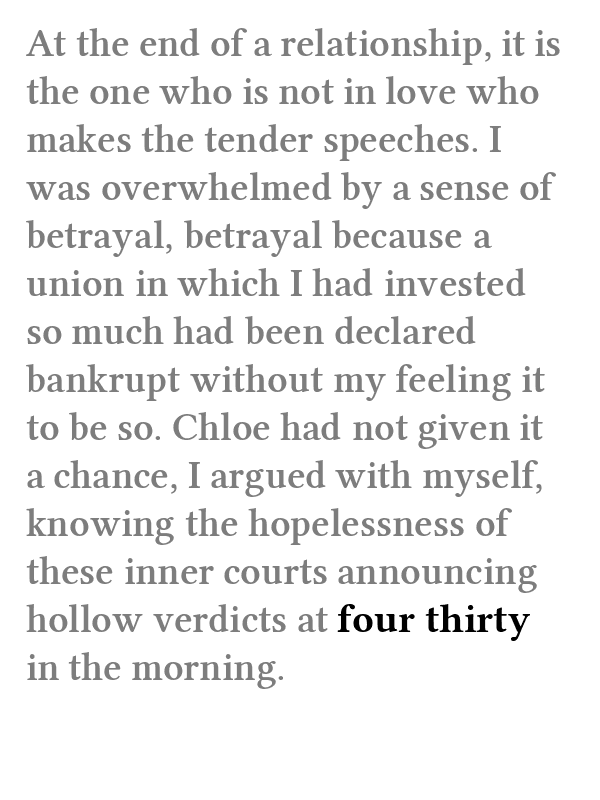 At the end of a relationship, it is
the one who is not in love who
makes the tender speeches. I
was overwhelmed by a sense of
betrayal, betrayal because a
union in which I had invested
so much had been declared
bankrupt without my feeling it
to be so. Chloe had not given it
a chance, I argued with myself,
knowing the hopelessness of
these inner courts announcing
hollow verdicts at four thirty
in the morning.